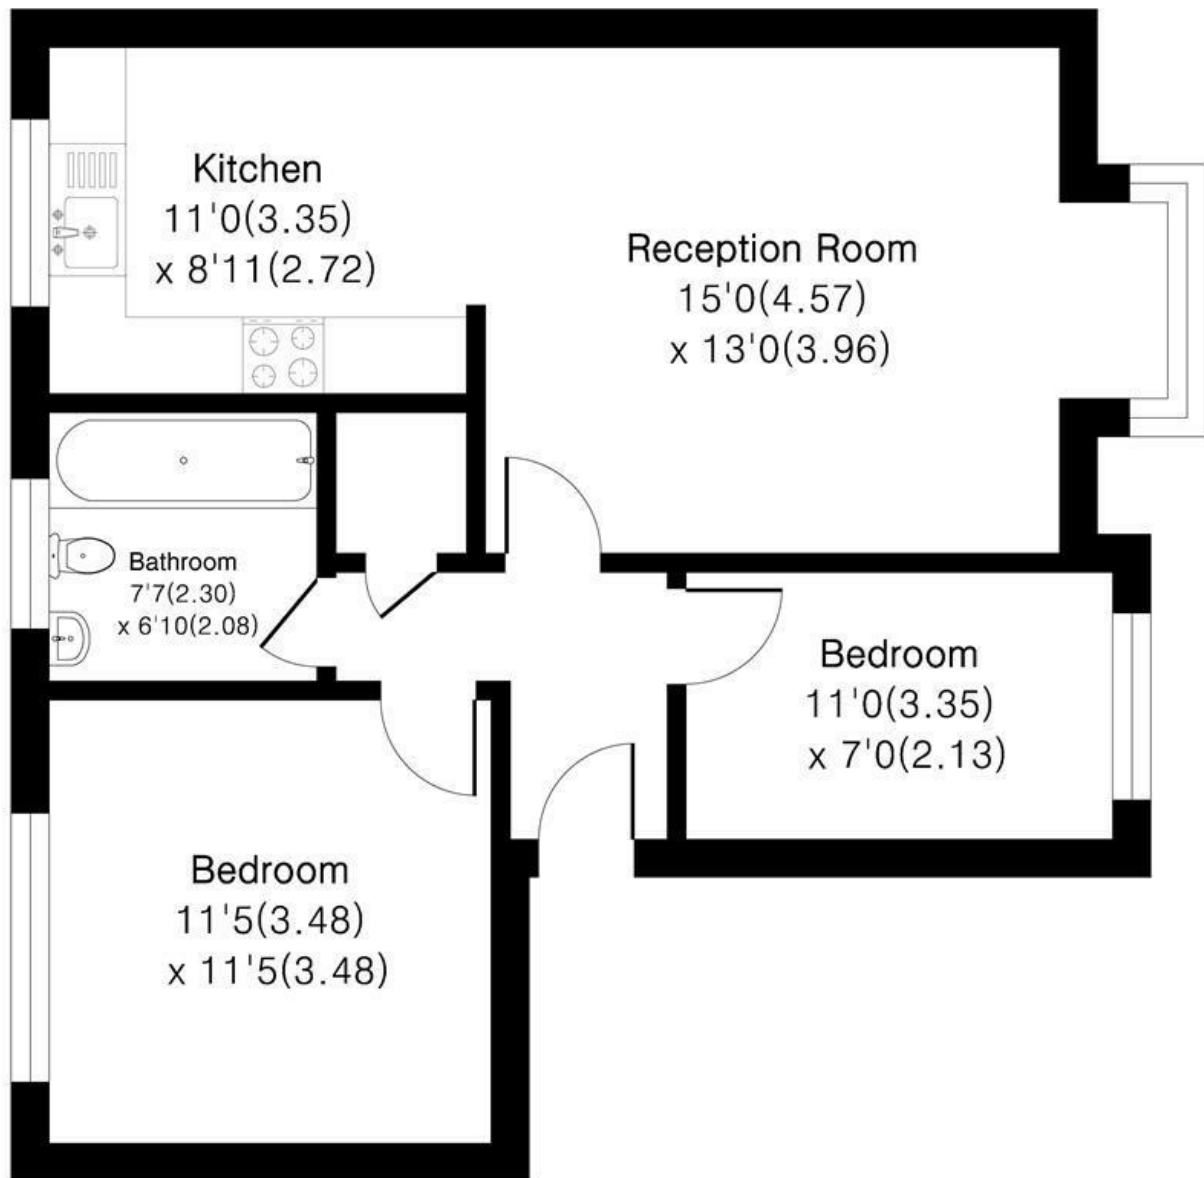 Kitchen
11'0(3.35)
x 8'11(2.72)
Reception Room
15'0(4.57)
x 13'0(3.96)
Bathroom
7'7(2.30)
x 6'10(2.08)
Bedroom
11'0(3.35)
x 7'0(2.13)
Bedroom
11'5(3.48)
x 11'5(3.48)